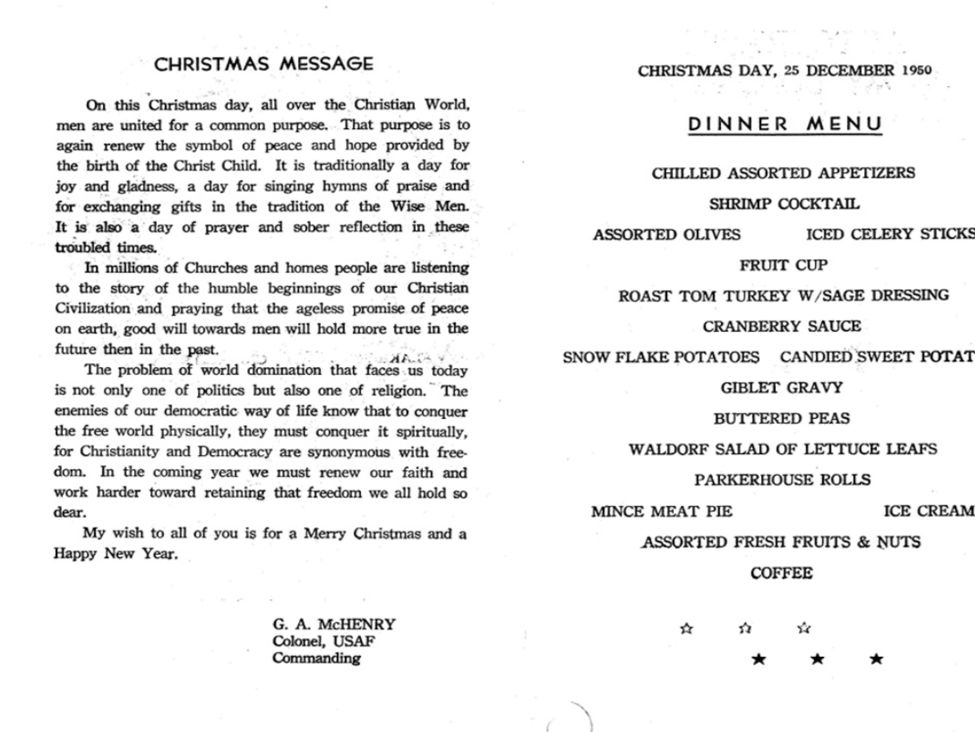 CHRISTMAS MESSAGE
On this Christmas day, all over the Christian World,
men are united for a common purpose. That purpose is to
again renew the symbol of peace and hope provided by
the birth of the Christ Child. It is traditionally a day for
joy and gladness, a day for singing hymns of praise and
for exchanging gifts in the tradition of the Wise Men.
It is also a day of prayer and sober reflection in these
troubled times.
In millions of Churches and homes people are listening
to the story of the humble beginnings of our Christian
Civilization and praying that the ageless promise of peace
on earth, good will towards men will hold more true in the
future then in the past.
The problem of world domination that faces us today
is not only one of politics but also one of religion. The
enemies of our democratic way of life know that to conquer
the free world physically, they must conquer it spiritually,
for Christianity and Democracy are synonymous with free-
dom. In the coming year we must renew our faith and
work harder toward retaining that freedom we all hold so
dear.
My wish to all of you is for a Merry Christmas and a
Happy New Year.
G. A. McHENRY
Colonel, USAF
Commanding
CHRISTMAS DAY, 25 DECEMBER 1950
DINNER MENU
CHILLED ASSORTED APPETIZERS
SHRIMP COCKTAIL
ASSORTED OLIVES ICED CELERY STICKS
FRUIT CUP
ROAST TOM TURKEY W/SAGE DRESSING
CRANBERRY SAUCE
SNOW FLAKE POTATOES CANDIED SWEET POTAT
GIBLET GRAVY
BUTTERED PEAS
WALDORF SALAD OF LETTUCE LEAFS
PARKERHOUSE ROLLS
MINCE MEAT PIE ICE CREAM
ASSORTED FRESH FRUITS & NUTS
COFFEE